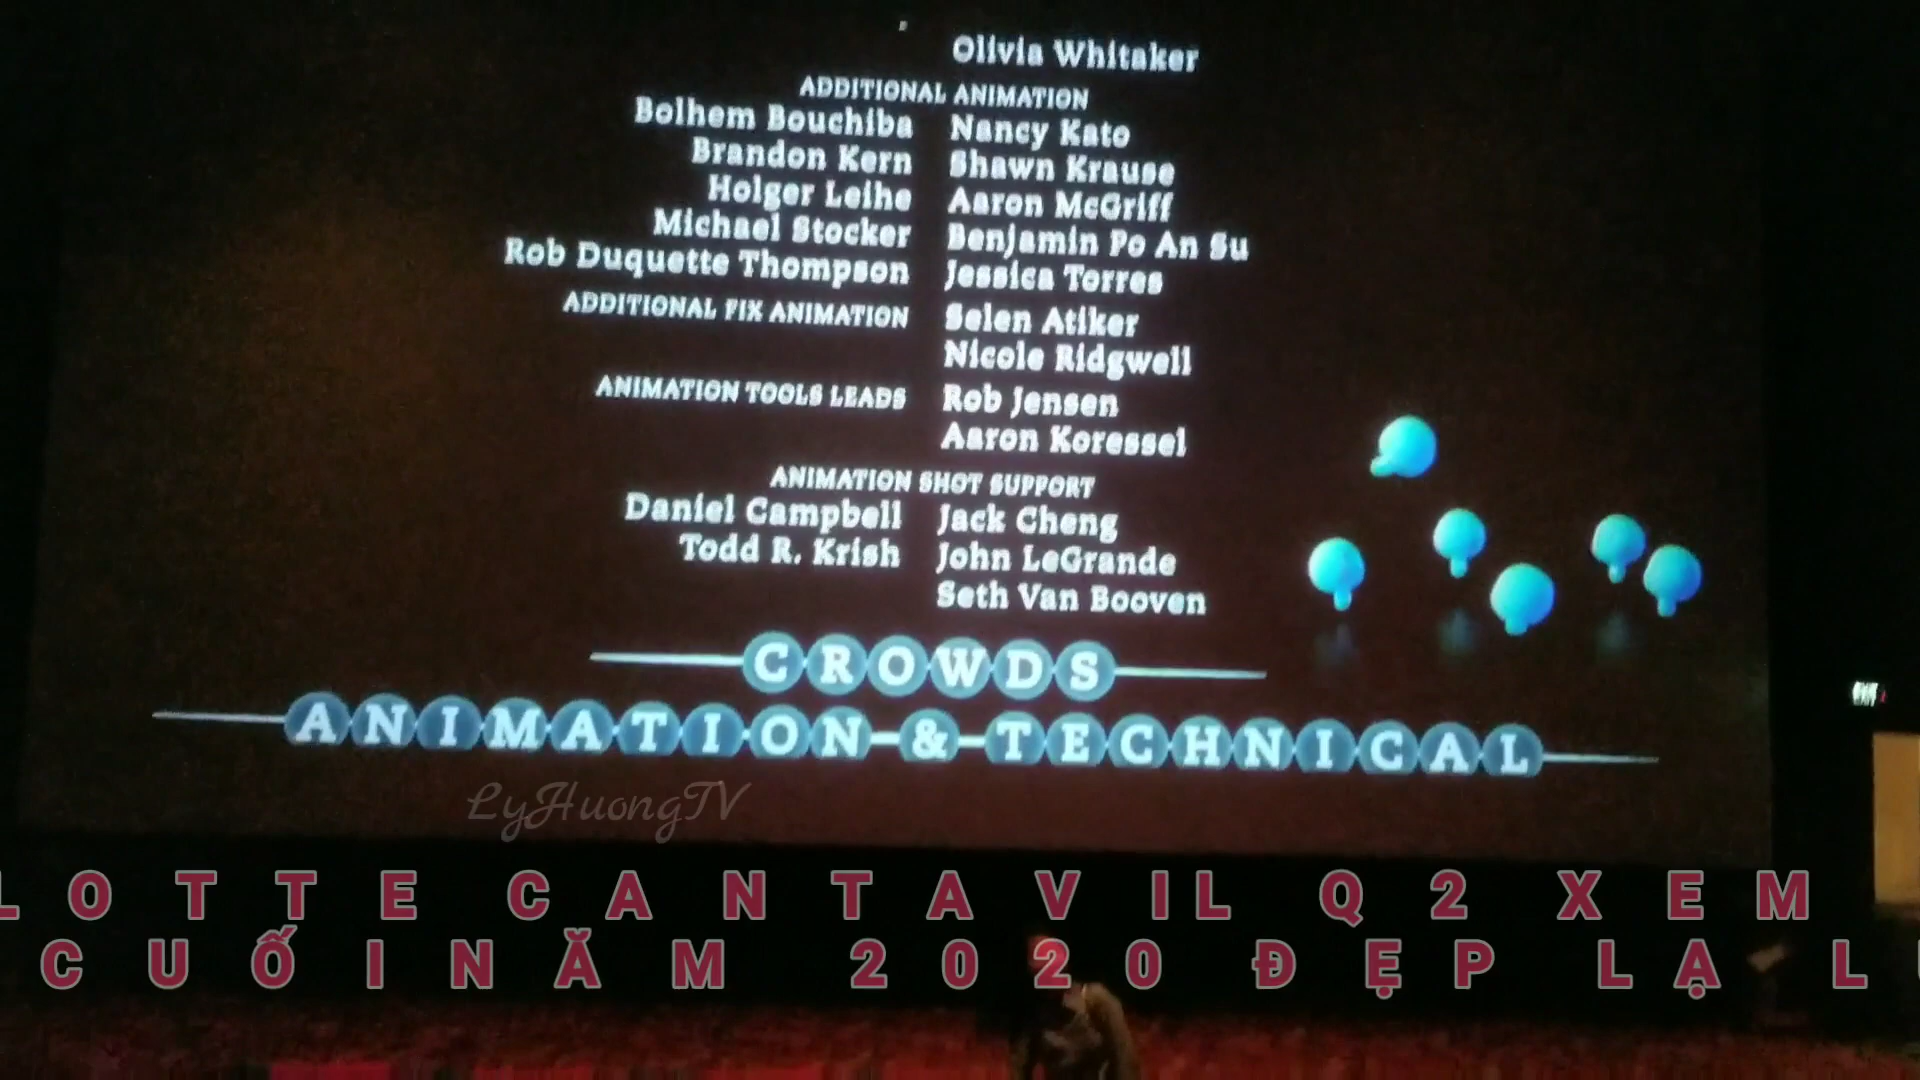 Olivia Whitaker
ADDITIONAL ANIMATION
Bolhem Bouchiba Nancy Kato
Brandon Kern Shawn Krause
Holger Leihe Aaron McGriff
Michael Stocker Benjamin Po An Su
Rob Duquette Thompson Jessica Torres
ADDITIONAL FIX ANIMATION Selen Atiker
Nicole Ridgwell
ANIMATION TOOLS LEADS Rob Jensen
Aaron Koressel
ANIMATION SHOT SUPPORT
Daniel Campbell Jack Cheng
Todd R. Krish John LeGrande
Seth Van Booven
CROWDS
ANIMATION & TECHNICAL
EXIT
LyHuongTV
LOTTE CANTAVIL Q2 XEM
CUỐI NĂM 2020 ĐẸP LẠ